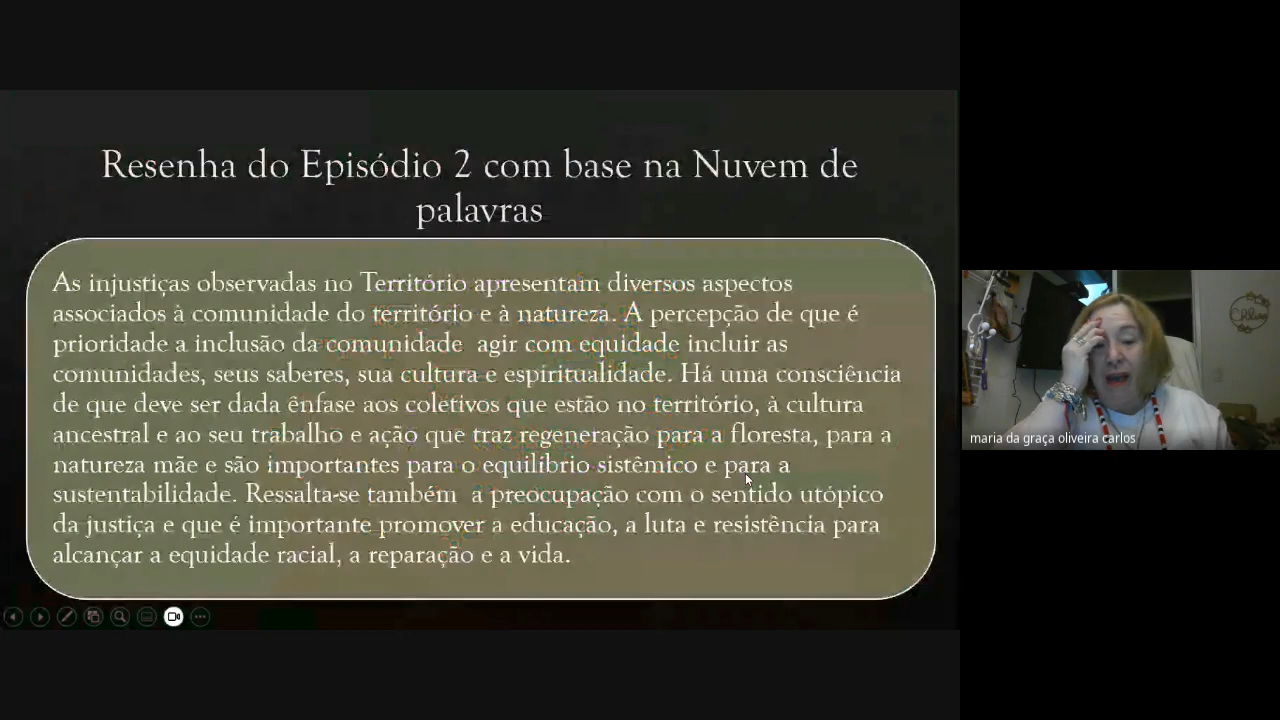 Resenha do Episódio 2 com base na Nuvem de
palavras
As injustiças observadas no Território apresentam diversos aspectos
associados à comunidade do território e à natureza. A percepção de que é
prioridade a inclusão da comunidade  agir com equidade incluir as
comunidades, seus saberes, sua cultura e espiritualidade. Há uma consciência
de que deve ser dada ênfase aos coletivos que estão no território, à cultura
ancestral e ao seu trabalho e ação que traz regeneração para a floresta, para a
natureza mãe e são importantes para o equilíbrio sistêmico e para a
sustentabilidade. Ressalta-se também  a preocupação com o sentido utópico
da justiça e que é importante promover a educação, a luta e resistência para
alcançar a equidade racial, a reparação e a vida.
maria da graça oliveira carlos